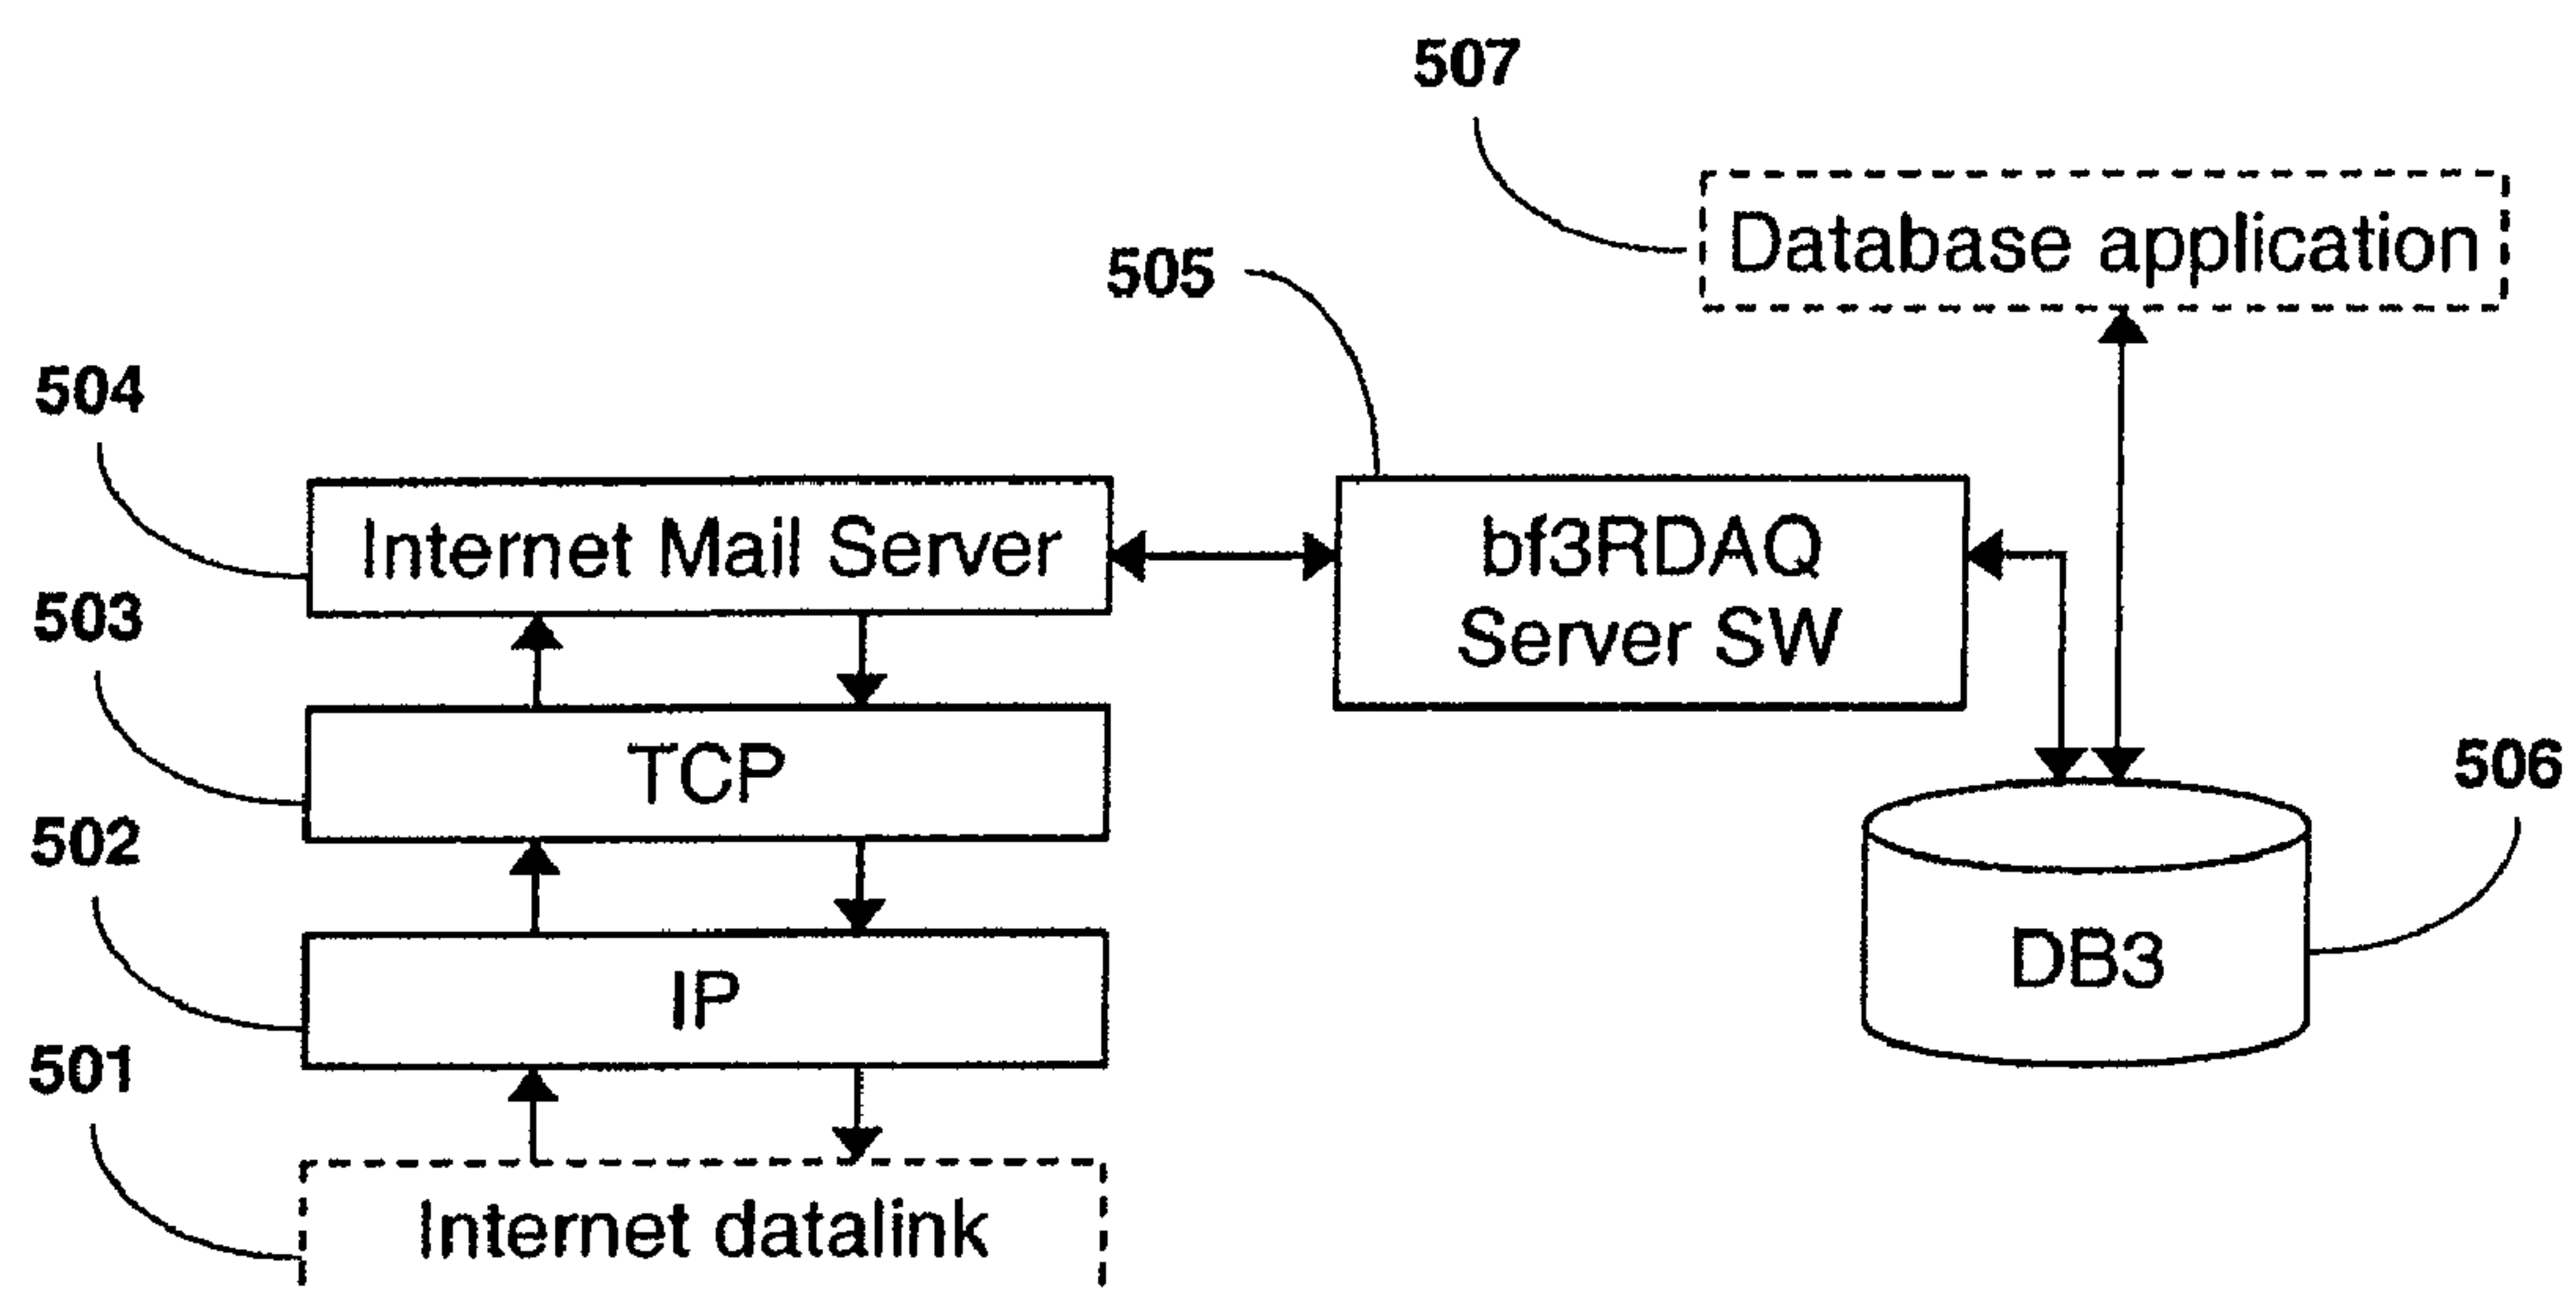 507
Database application
505
504
Internet Mail Server
bf3RDAQ
Server SW
503
TCP
506
502
IP
DB3
501
Internet datalink